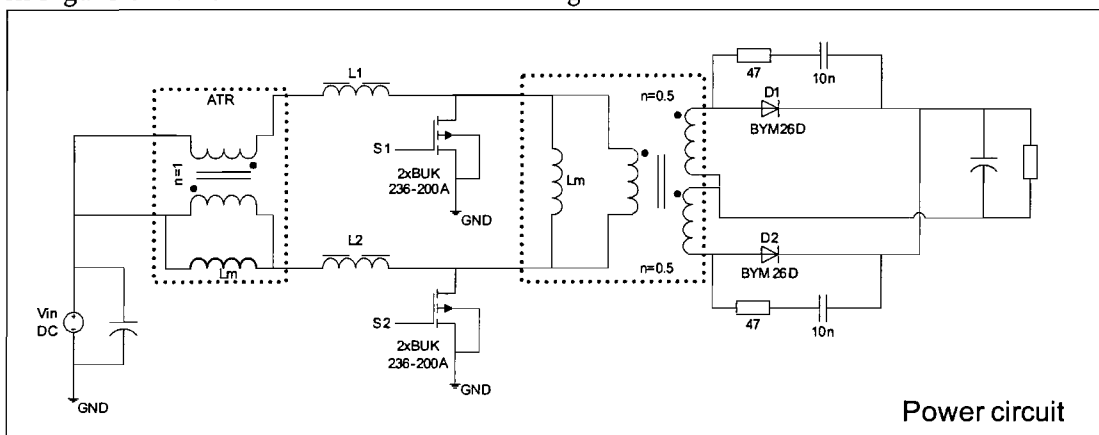 ATR
n=1
Lm
Vin
DC
GND
L1
S1
2xBUK
236-200A
GND
L2
S2
2xBUK
236-200A
GND
Lm
n=0.5
n=0.5
47
10n
D1
BYM26D
D2
BYM26D
47
10n
Power circuit